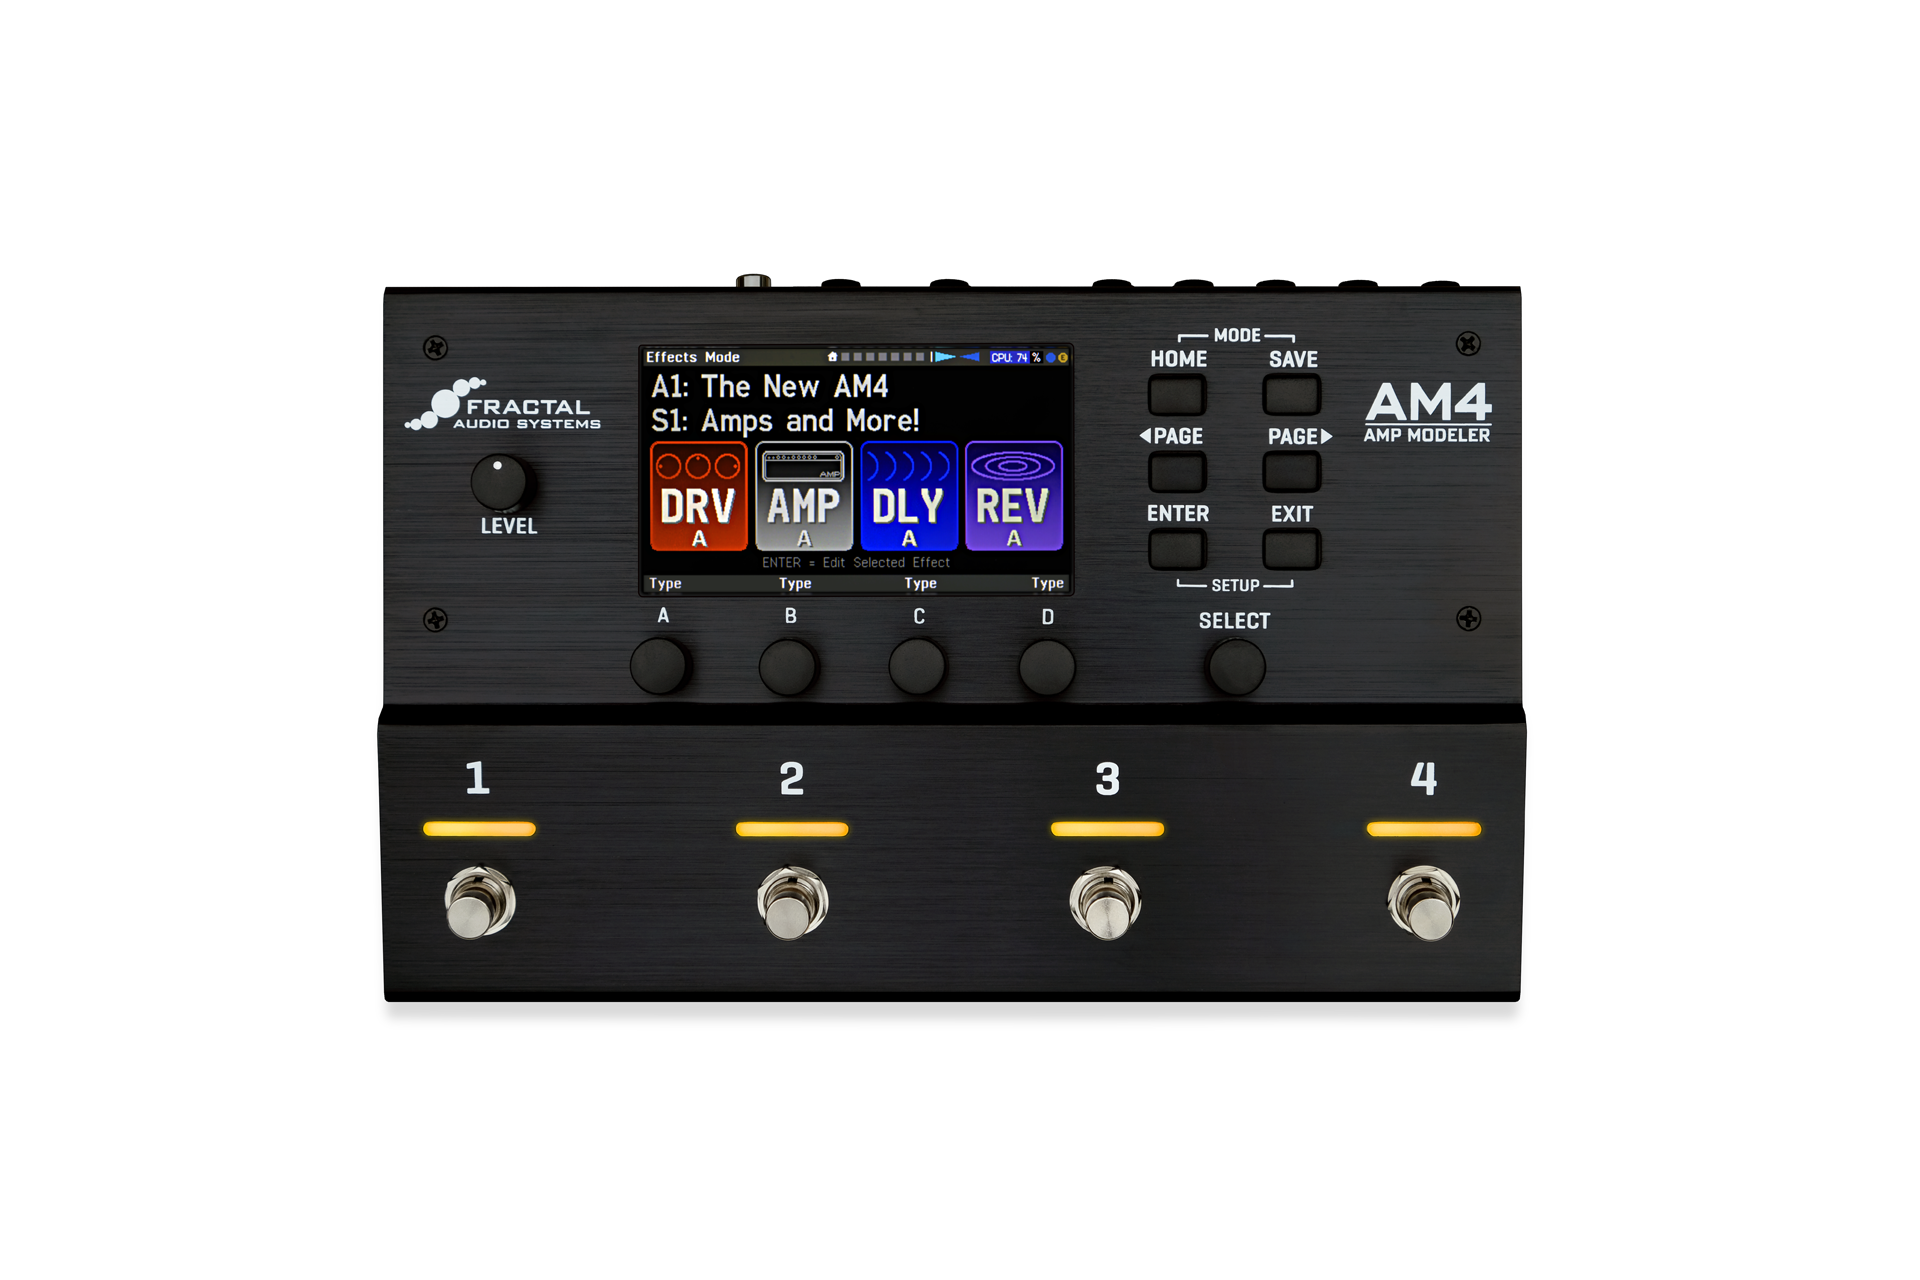 MODE
HOME SAVE
Effects Mode CPU: 74 %
A1: The New AM4
S1: Amps and More!
FRACTAL
AUDIO SYSTEMS
AM4
AMP MODELER
◀PAGE PAGE▶
AMP
DRV AMP DLY REV
A A A A
LEVEL
ENTER EXIT
ENTER = Edit Selected Effect
Type Type Type Type
SETUP
A B C D
SELECT
1 2 3 4